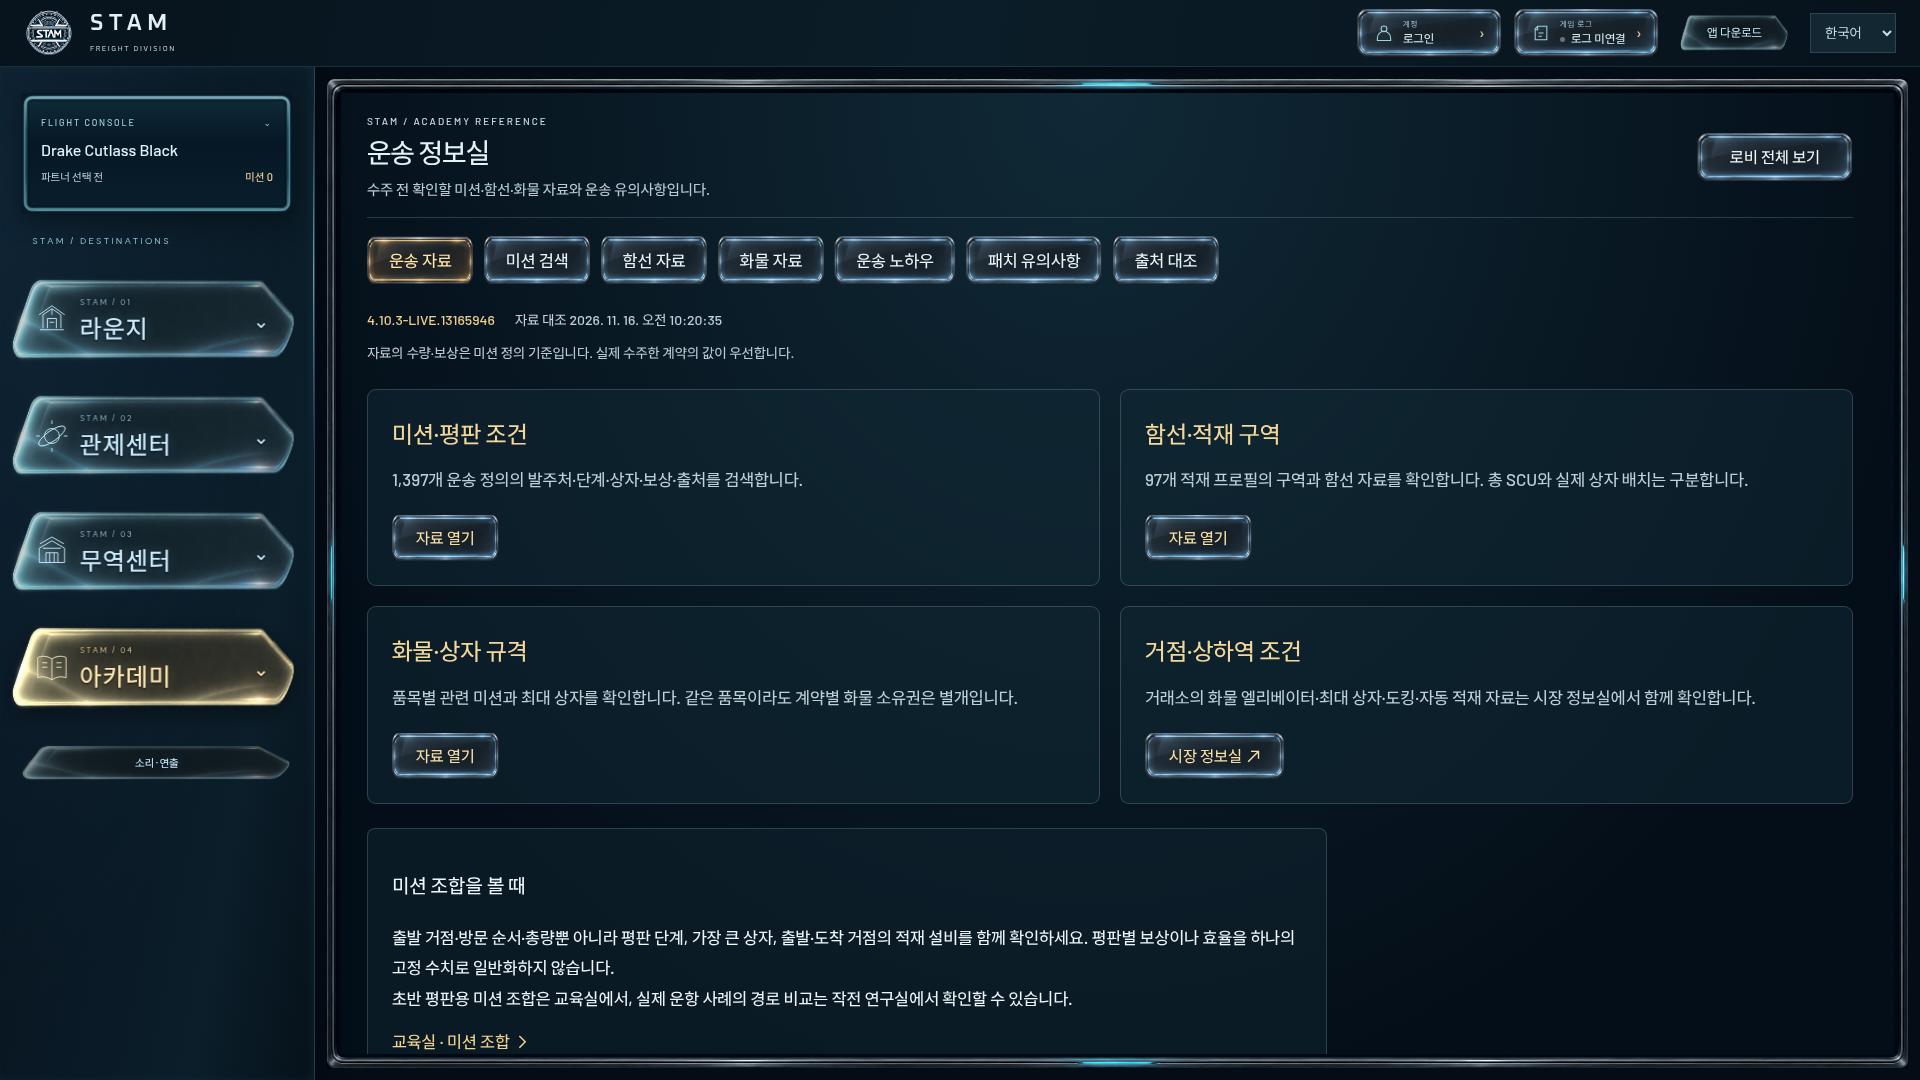 STAM
FREIGHT DIVISION
계정
로그인
게임 로그
로그 미연결
앱 다운로드
한국어
FLIGHT CONSOLE
Drake Cutlass Black
파트너 선택 전
미션 0
STAM / DESTINATIONS
STAM / 01
라운지
STAM / 02
관제센터
STAM / 03
무역센터
STAM / 04
아카데미
소리·연출
STAM / ACADEMY REFERENCE
운송 정보실
수주 전 확인할 미션·함선·화물 자료와 운송 유의사항입니다.
로비 전체 보기
운송 자료
미션 검색
함선 자료
화물 자료
운송 노하우
패치 유의사항
출처 대조
4.10.3-LIVE.13165946 자료 대조 2026. 11. 16. 오전 10:20:35
자료의 수량·보상은 미션 정의 기준입니다. 실제 수주한 계약의 값이 우선합니다.
미션·평판 조건
1,397개 운송 정의의 발주처·단계·상자·보상·출처를 검색합니다.
자료 열기
함선·적재 구역
97개 적재 프로필의 구역과 함선 자료를 확인합니다. 총 SCU와 실제 상자 배치는 구분합니다.
자료 열기
화물·상자 규격
품목별 관련 미션과 최대 상자를 확인합니다. 같은 품목이라도 계약별 화물 소유권은 별개입니다.
자료 열기
거점·상하역 조건
거래소의 화물 엘리베이터·최대 상자·도킹·자동 적재 자료는 시장 정보실에서 함께 확인합니다.
시장 정보실
미션 조합을 볼 때
출발 거점·방문 순서·총량뿐 아니라 평판 단계, 가장 큰 상자, 출발·도착 거점의 적재 설비를 함께 확인하세요. 평판별 보상이나 효율을 하나의
고정 수치로 일반화하지 않습니다.
초반 평판용 미션 조합은 교육실에서, 실제 운항 사례의 경로 비교는 작전 연구실에서 확인할 수 있습니다.
교육실 · 미션 조합